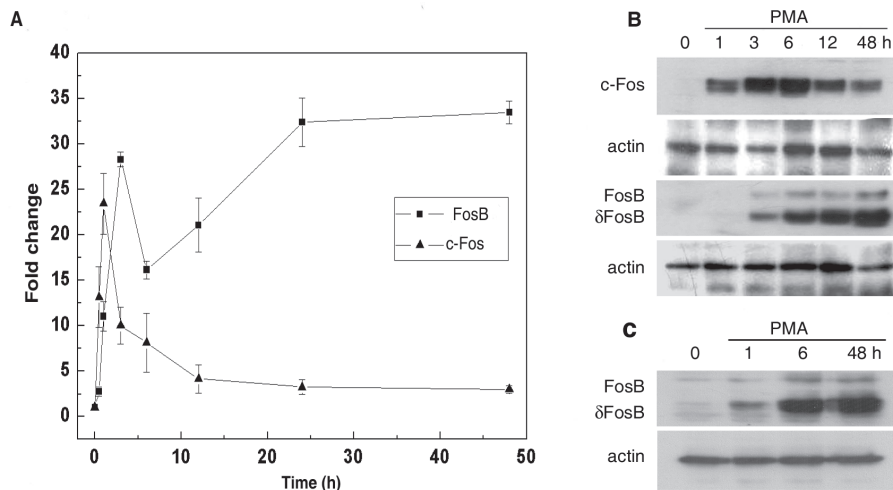 A
40
35
30
25
20
15
10
5
0
Fold change
0 10 20 30 40 50
Time (h)
FosB
c-Fos
B
PMA
0 1 3 6 12 48 h
c-Fos
actin
FosB
δFosB
actin
C
PMA
0 1 6 48 h
FosB
δFosB
actin